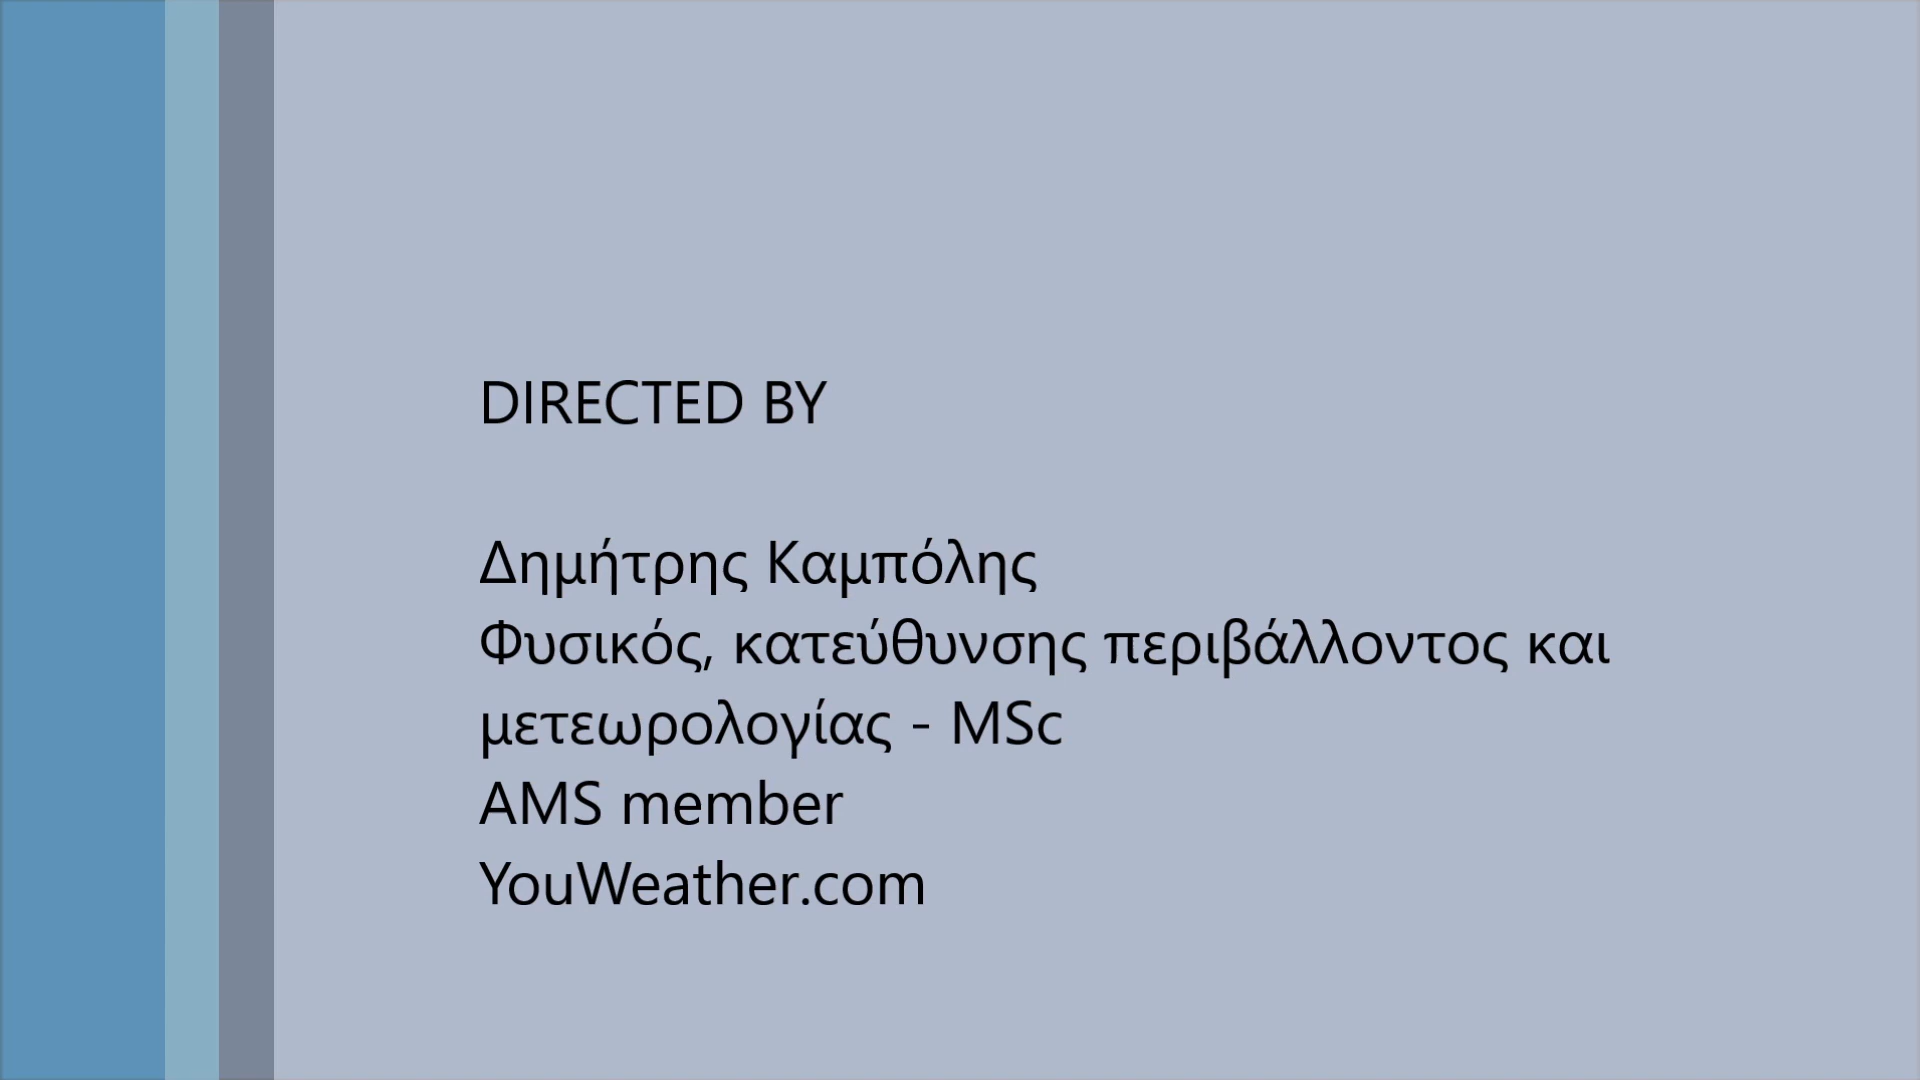 DIRECTED BY
Δημήτρης Καμπόλης
Φυσικός, κατεύθυνσης περιβάλλοντος και
μετεωρολογίας - MSc
AMS member
YouWeather.com